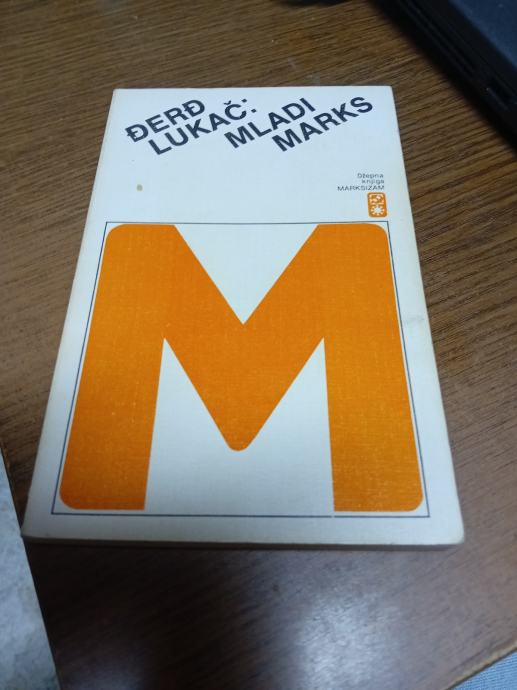 ĐERĐ
LUKAČ:
MLADI
MARKS
Džepna
knjiga
MARKSIZAM
M